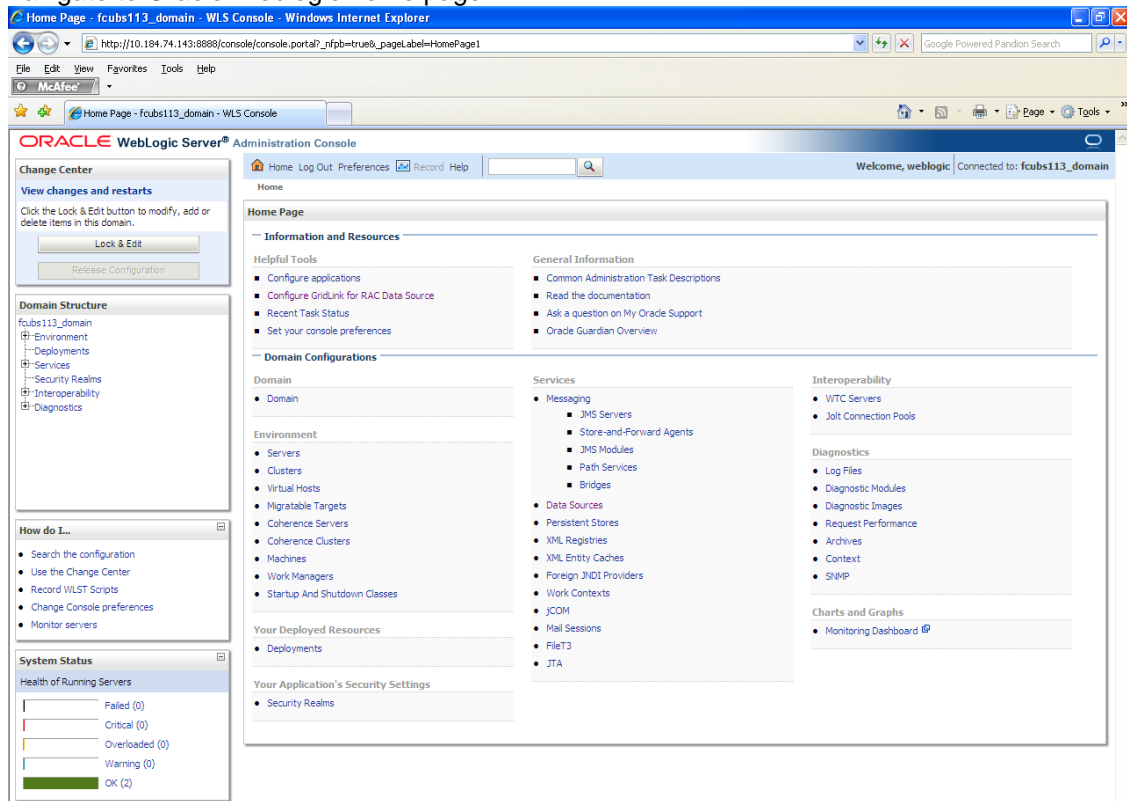 Navigate to Oracle Weblogic home page
Home Page - fcubs113_domain - WLS Console - Windows Internet Explorer
http://10.184.74.143:8888/console/console.portal?_nfpb=true&_pageLabel=HomePage1
Google Powered Pandion Search
File Edit View Favorites Tools Help
McAfee
Home Page - fcubs113_domain - WLS Console
Page Tools
ORACLE WebLogic Server® Administration Console
Change Center
View changes and restarts
Click the Lock & Edit button to modify, add or
delete items in this domain.
Lock & Edit
Release Configuration
Domain Structure
fcubs113_domain
Environment
Deployments
Services
Security Realms
Interoperability
Diagnostics
How do I...
Search the configuration
Use the Change Center
Record WLST Scripts
Change Console preferences
Monitor servers
System Status
Health of Running Servers
Failed (0)
Critical (0)
Overloaded (0)
Warning (0)
OK (2)
Home Log Out Preferences Record Help
Welcome, weblogic Connected to: fcubs113_domain
Home
Home Page
Information and Resources
Helpful Tools
Configure applications
Configure GridLink for RAC Data Source
Recent Task Status
Set your console preferences
General Information
Common Administration Task Descriptions
Read the documentation
Ask a question on My Oracle Support
Oracle Guardian Overview
Domain Configurations
Domain
Domain
Environment
Servers
Clusters
Virtual Hosts
Migratable Targets
Coherence Servers
Coherence Clusters
Machines
Work Managers
Startup And Shutdown Classes
Your Deployed Resources
Deployments
Your Application's Security Settings
Security Realms
Services
Messaging
JMS Servers
Store-and-Forward Agents
JMS Modules
Path Services
Bridges
Data Sources
Persistent Stores
XML Registries
XML Entity Caches
Foreign JNDI Providers
Work Contexts
jCOM
Mail Sessions
FileT3
JTA
Interoperability
WTC Servers
Jolt Connection Pools
Diagnostics
Log Files
Diagnostic Modules
Diagnostic Images
Request Performance
Archives
Context
SNMP
Charts and Graphs
Monitoring Dashboard